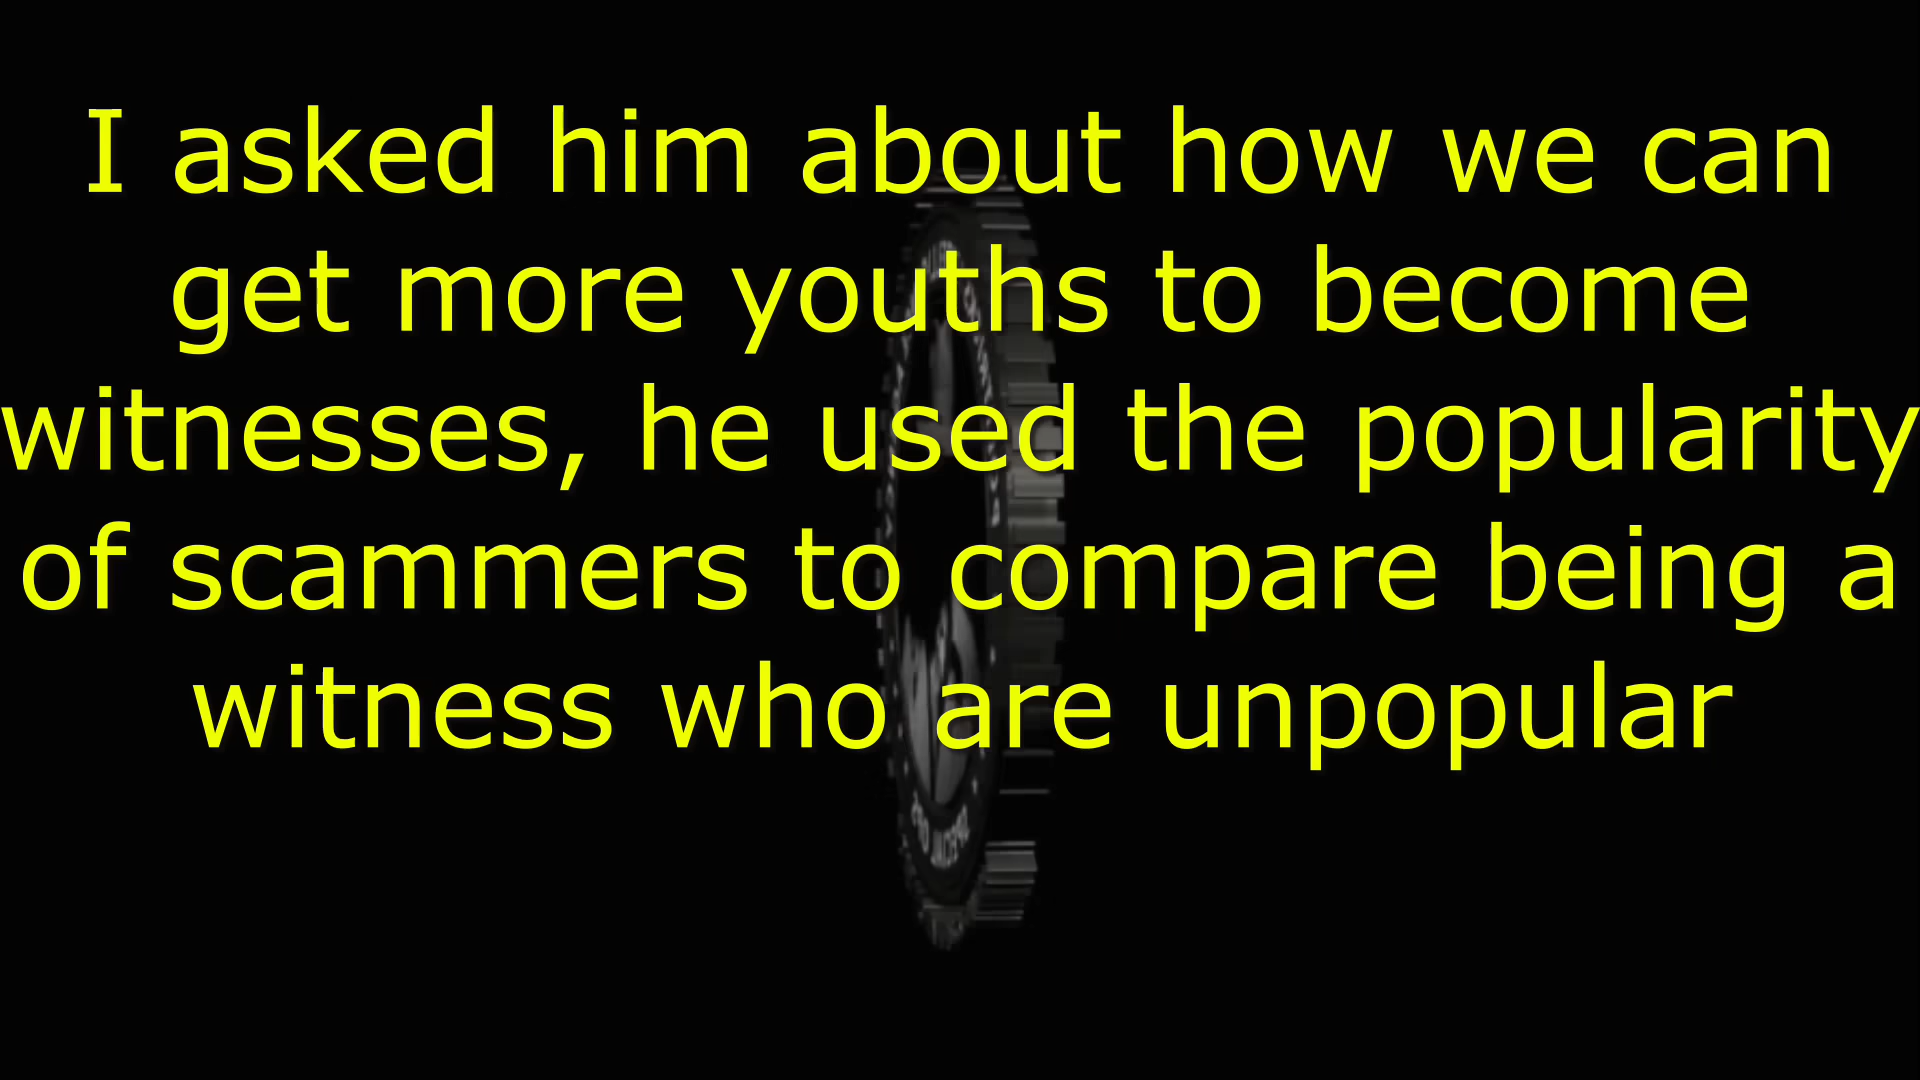 I asked him about how we can
get more youths to become
witnesses, he used the popularity
of scammers to compare being a
witness who are unpopular